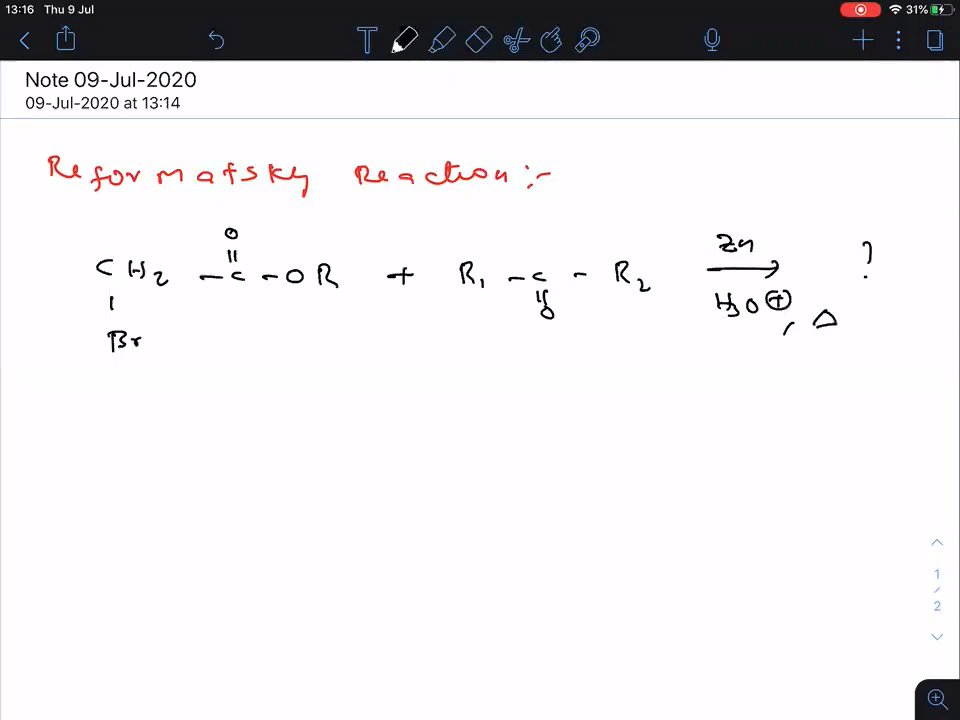 13:16 Thu 9 Jul 31%
T
Note 09-Jul-2020
09-Jul-2020 at 13:14
Reformatsky Reaction :-
O Zn ?
CH2 - C - OR + R1 - C - R2
Br O H3O+, Δ
1
/
2